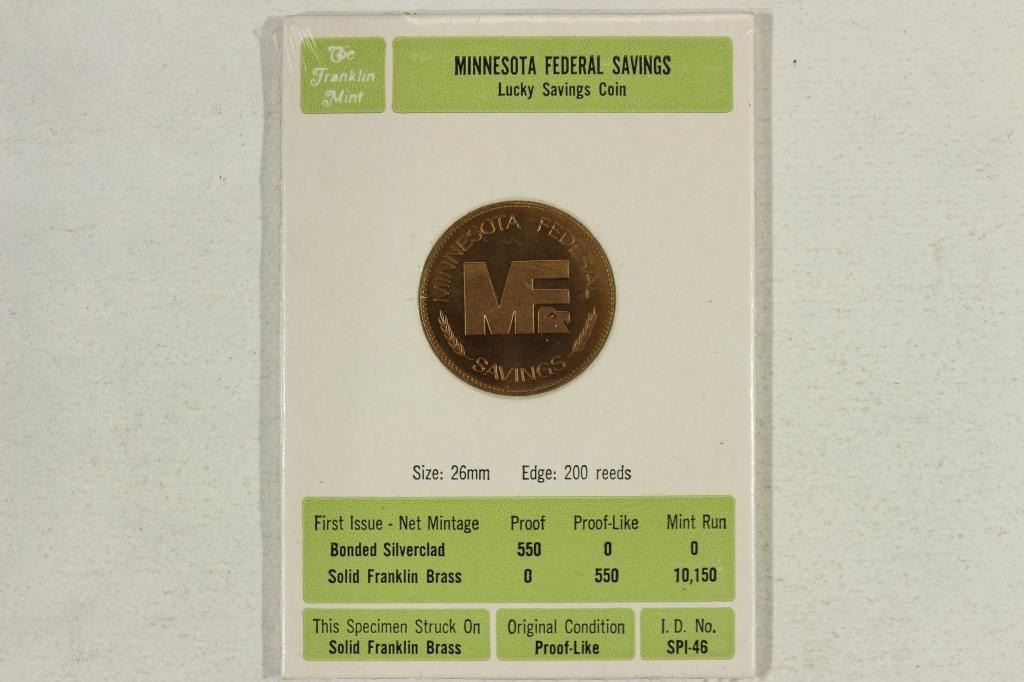 The
Franklin
Mint
MINNESOTA FEDERAL SAVINGS
Lucky Savings Coin
MINNESOTA FEDERAL
MF
SAVINGS
Size: 26mm Edge: 200 reeds
First Issue - Net Mintage Proof Proof-Like Mint Run
Bonded Silverclad 550 0 0
Solid Franklin Brass 0 550 10,150
This Specimen Struck On
Solid Franklin Brass
Original Condition
Proof-Like
I. D. No.
SPI-46